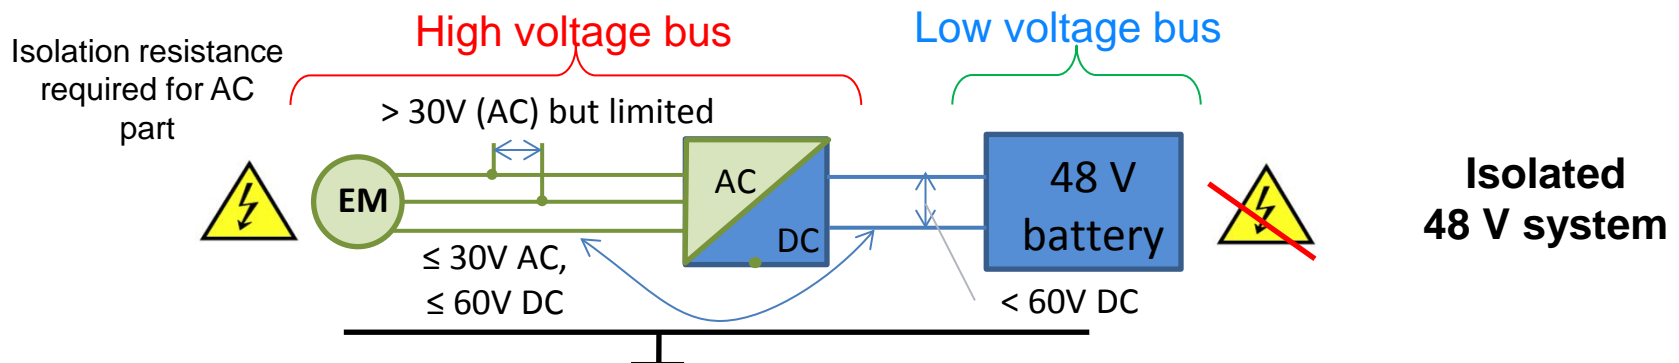 High voltage bus
Low voltage bus
Isolation resistance
required for AC
part
> 30V (AC) but limited
EM
AC
DC
48 V
battery
Isolated
48 V system
≤ 30V AC,
≤ 60V DC
< 60V DC